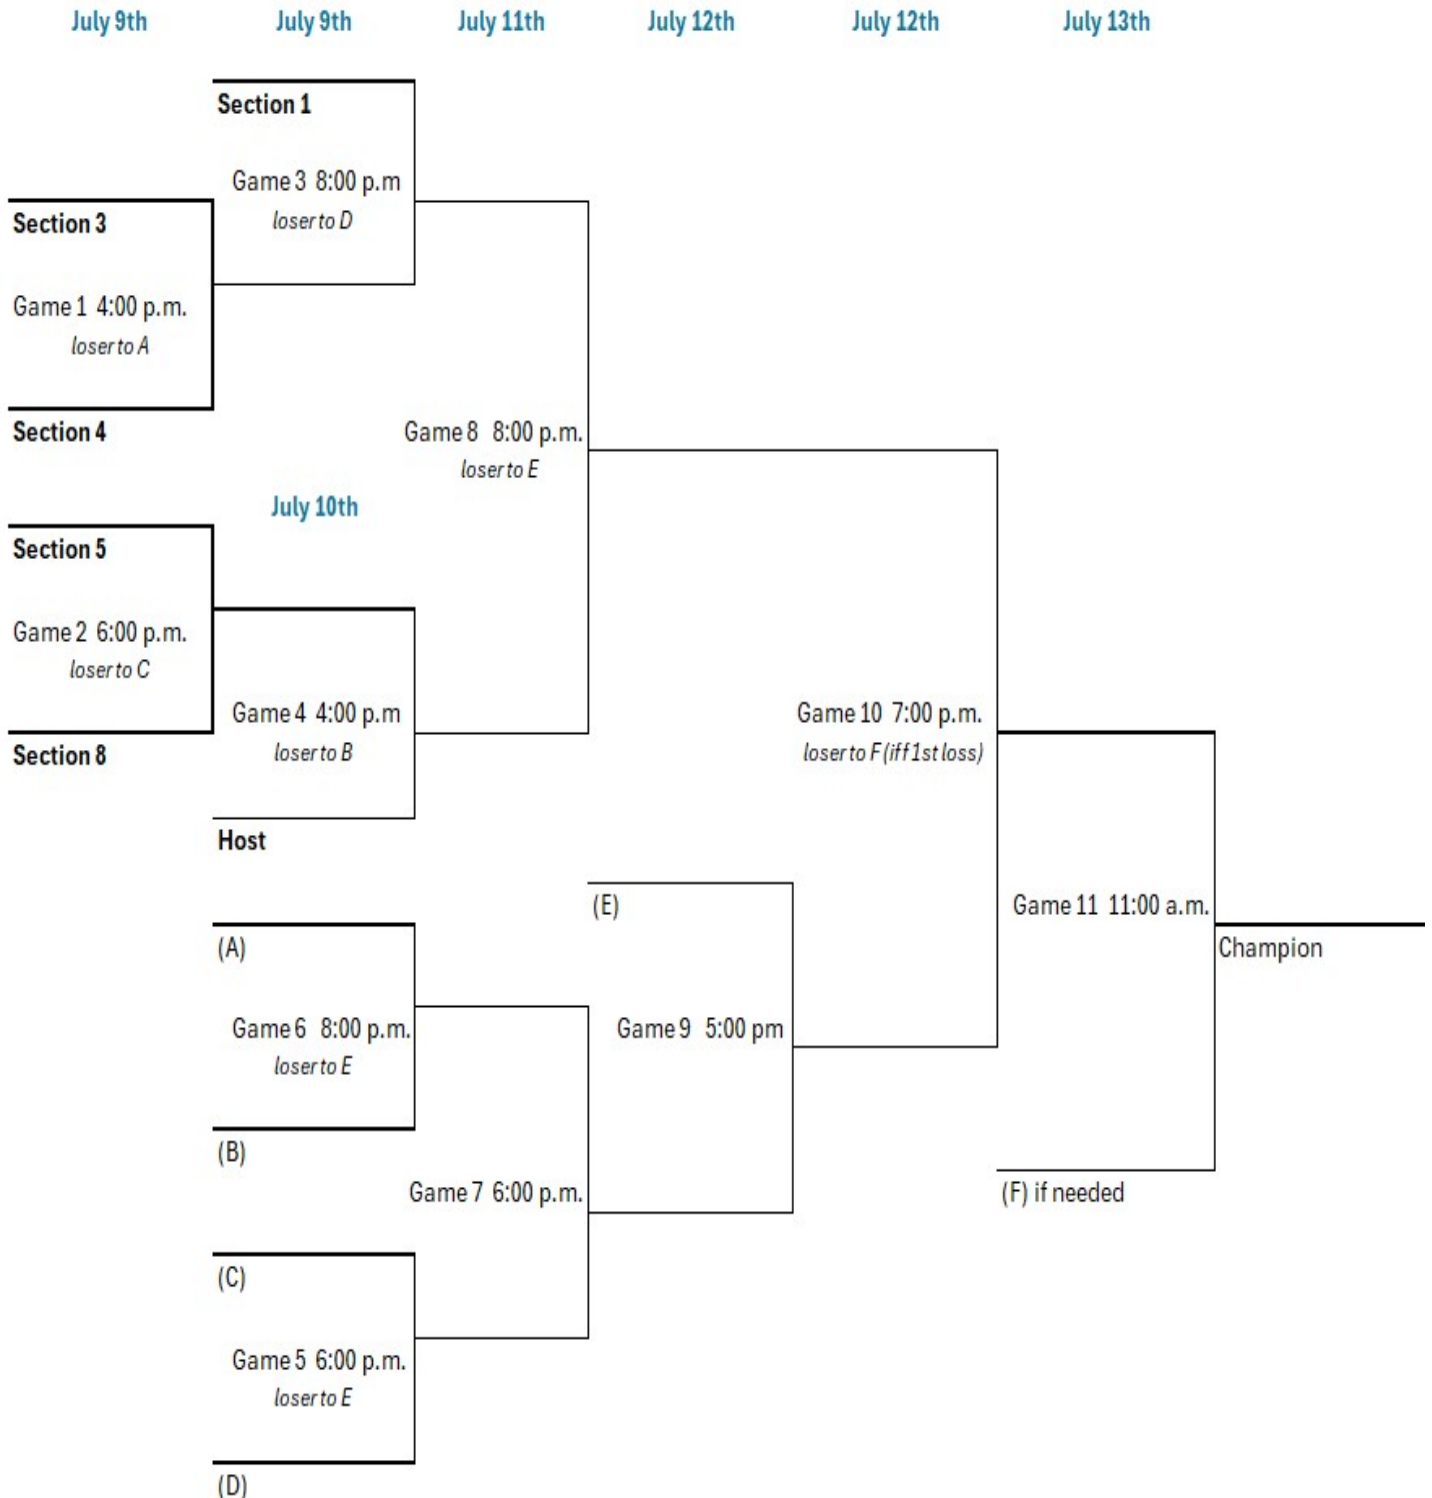 July 9th July 9th July 11th July 12th July 12th July 13th
Section 1
Game 3 8:00 p.m
loser to D
Section 3
Game 1 4:00 p.m.
loser to A
Section 4
Game 8 8:00 p.m.
loser to E
July 10th
Section 5
Game 2 6:00 p.m.
loser to C
Section 8
Game 4 4:00 p.m
loser to B
Host
Game 10 7:00 p.m.
loser to F (iff 1st loss)
(E)
Game 11 11:00 a.m.
Champion
(A)
Game 6 8:00 p.m.
loser to E
Game 9 5:00 pm
(B)
Game 7 6:00 p.m.
(F) if needed
(C)
Game 5 6:00 p.m.
loser to E
(D)